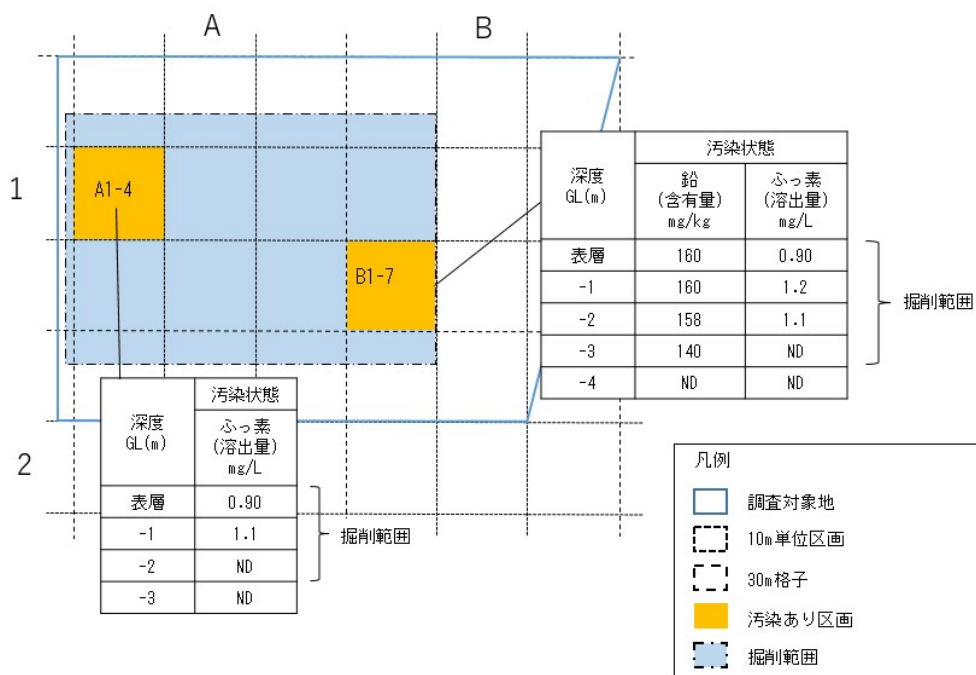 A
B
1
2
A1-4
B1-7
深度
GL(m)
汚染状態
鉛
(含有量)
mg/kg
ふっ素
(溶出量)
mg/L
表層 160 0.90
-1 160 1.2
-2 158 1.1
-3 140 ND
-4 ND ND
掘削範囲
深度
GL(m)
汚染状態
ふっ素
(溶出量)
mg/L
表層 0.90
-1 1.1
-2 ND
-3 ND
掘削範囲
凡例
調査対象地
10m単位区画
30m格子
汚染あり区画
掘削範囲